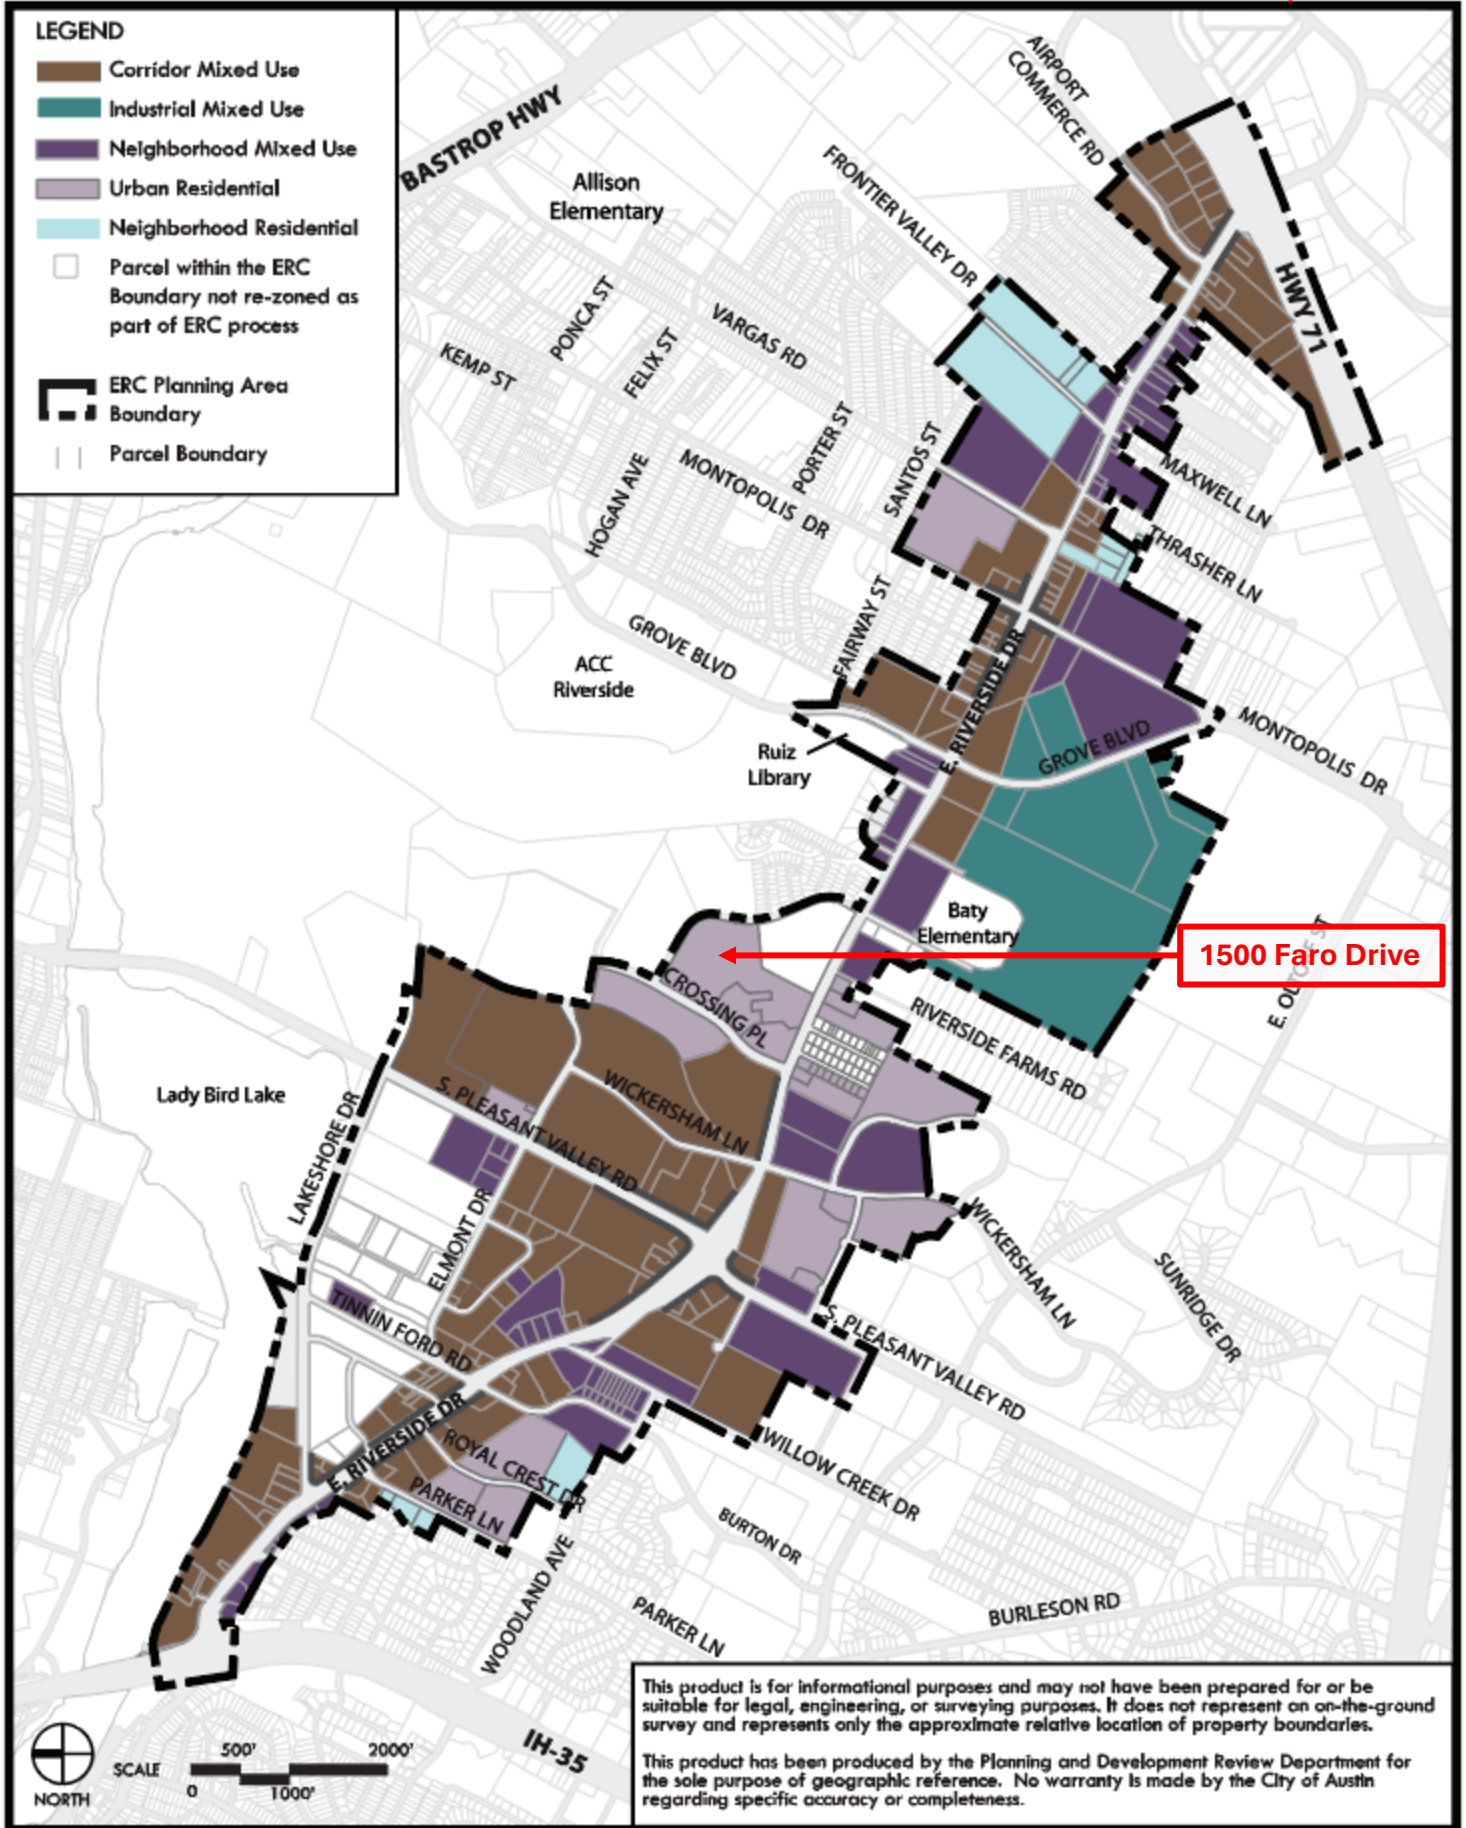 LEGEND
Corridor Mixed Use
Industrial Mixed Use
Neighborhood Mixed Use
Urban Residential
Neighborhood Residential
Parcel within the ERC
Boundary not re-zoned as
part of ERC process
ERC Planning Area
Boundary
Parcel Boundary
BASTROP HWY
Allison
Elementary
AIRPORT
COMMERCE RD
FRONTIER VALLEY DR
HWY 71
PONCA ST
VARGAS RD
FELIX ST
KEMP ST
PORTER ST
SANTOS ST
MONTOPOLIS DR
HOGAN AVE
MAXWELL LN
THRASHER LN
FAIRWAY ST
GROVE BLVD
ACC
Riverside
E. RIVERSIDE DR
Ruiz
Library
GROVE BLVD
MONTOPOLIS DR
Baty
Elementary
1500 Faro Drive
E. OLTORF ST
CROSSING PL
RIVERSIDE FARMS RD
Lady Bird Lake
LAKESHORE DR
S. PLEASANT VALLEY RD
WICKERSHAM LN
ELMONT DR
WICKERSHAM LN
SUNRIDGE DR
TINNIN FORD RD
S. PLEASANT VALLEY RD
E. RIVERSIDE DR
ROYAL CREST DR
PARKER LN
WILLOW CREEK DR
BURTON DR
WOODLAND AVE
PARKER LN
BURLESON RD
IH-35
NORTH
SCALE
500'
2000'
0
1000'
This product is for informational purposes and may not have been prepared for or be
suitable for legal, engineering, or surveying purposes. It does not represent an on-the-ground
survey and represents only the approximate relative location of property boundaries.
This product has been produced by the Planning and Development Review Department for
the sole purpose of geographic reference. No warranty is made by the City of Austin
regarding specific accuracy or completeness.